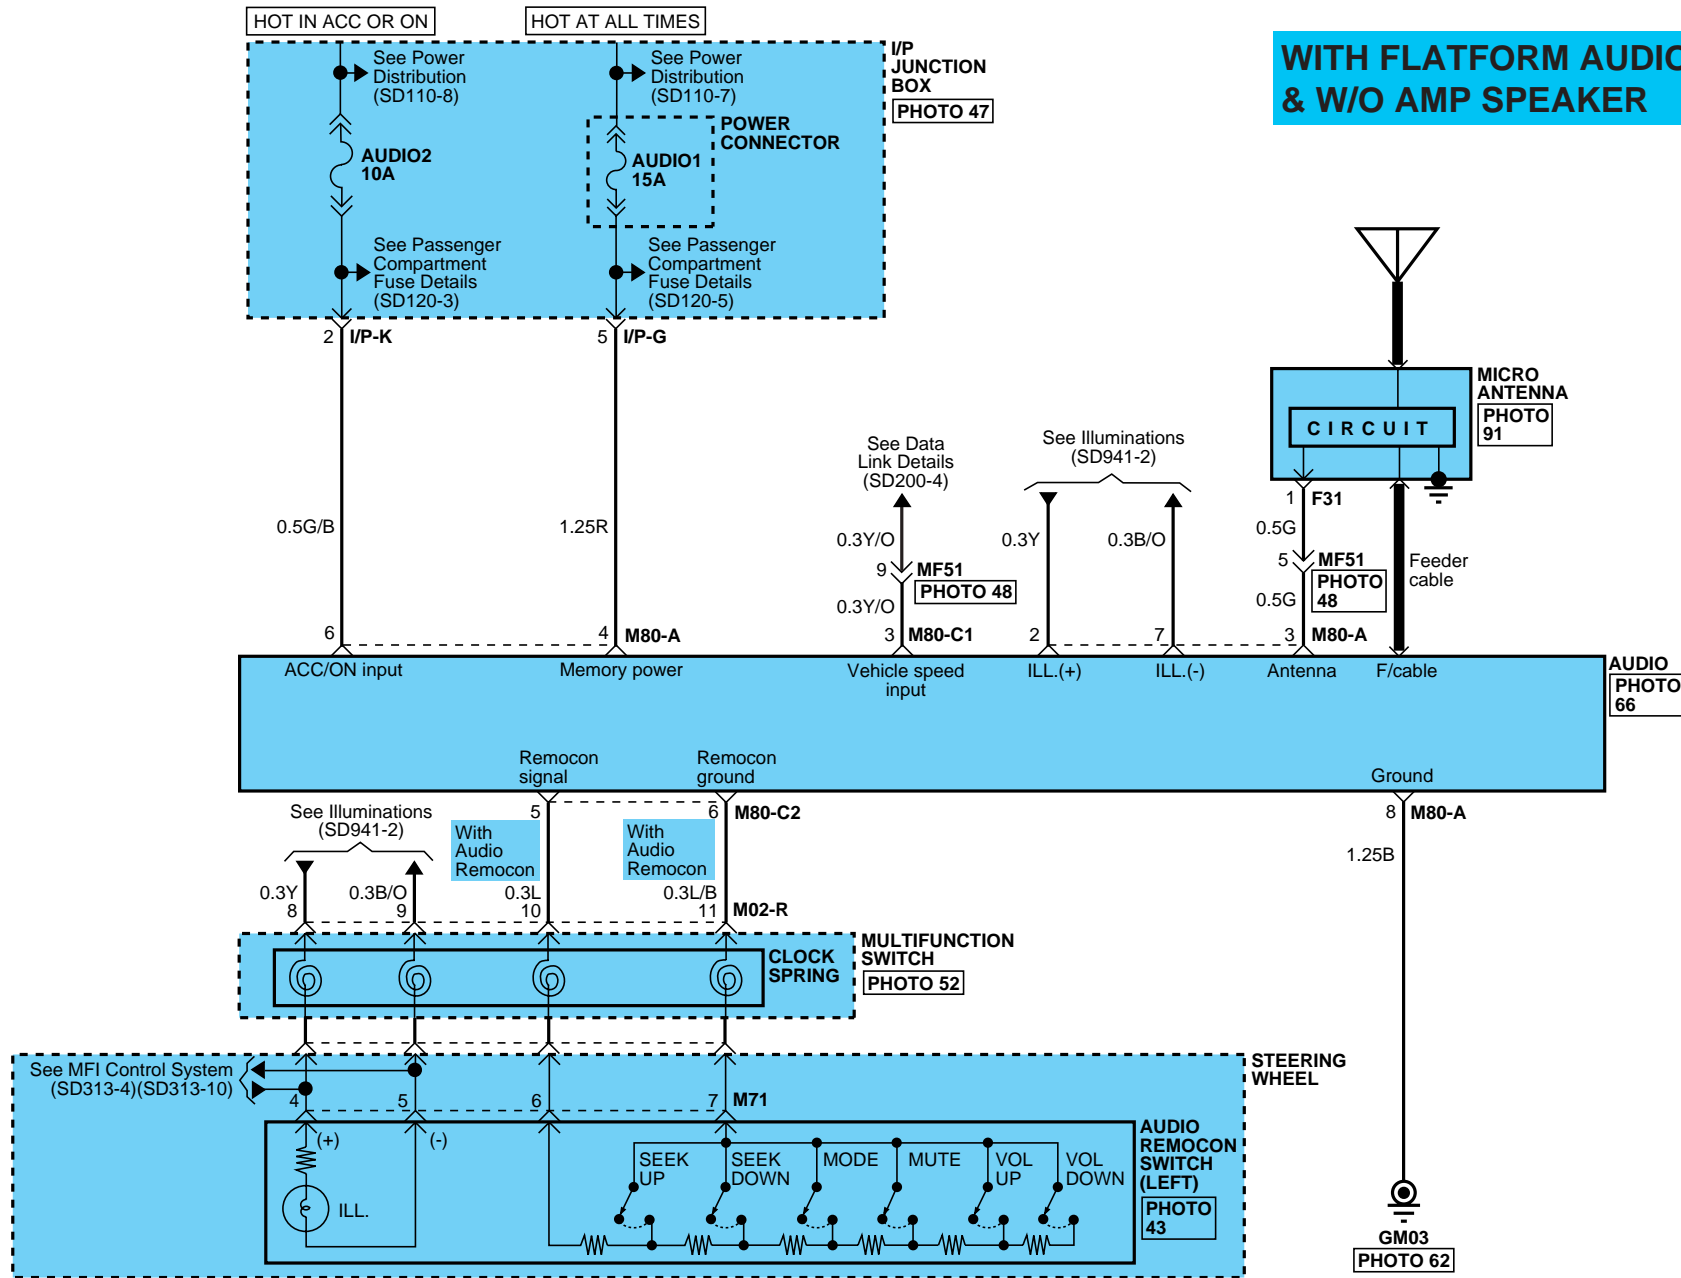 HOT IN ACC OR ON
HOT AT ALL TIMES
WITH FLATFORM AUDIO
& W/O AMP SPEAKER
See Power
Distribution
(SD110-8)
See Power
Distribution
(SD110-7)
I/P
JUNCTION
BOX
PHOTO 47
POWER
CONNECTOR
AUDIO2
10A
AUDIO1
15A
See Passenger
Compartment
Fuse Details
(SD120-3)
See Passenger
Compartment
Fuse Details
(SD120-5)
2 I/P-K
5 I/P-G
MICRO
ANTENNA
PHOTO
91
CIRCUIT
See Data
Link Details
(SD200-4)
See Illuminations
(SD941-2)
1 F31
0.5G/B
1.25R
0.3Y/O
0.3Y
0.3B/O
0.5G
9 MF51
PHOTO 48
5 MF51
PHOTO
48
Feeder
cable
0.3Y/O
0.5G
6
4 M80-A
3 M80-C1
2
7
3 M80-A
ACC/ON input
Memory power
Vehicle speed
input
ILL.(+)
ILL.(-)
Antenna
F/cable
AUDIO
PHOTO
66
Remocon
signal
Remocon
ground
Ground
5
6 M80-C2
8 M80-A
See Illuminations
(SD941-2)
With
Audio
Remocon
With
Audio
Remocon
1.25B
0.3Y
0.3B/O
0.3L
0.3L/B
8
9
10
11 M02-R
MULTIFUNCTION
SWITCH
PHOTO 52
CLOCK
SPRING
See MFI Control System
(SD313-4)(SD313-10)
STEERING
WHEEL
4
5
6
7 M71
(+)
(-)
AUDIO
REMOCON
SWITCH
(LEFT)
PHOTO
43
SEEK
UP
SEEK
DOWN
MODE
MUTE
VOL
UP
VOL
DOWN
ILL.
GM03
PHOTO 62